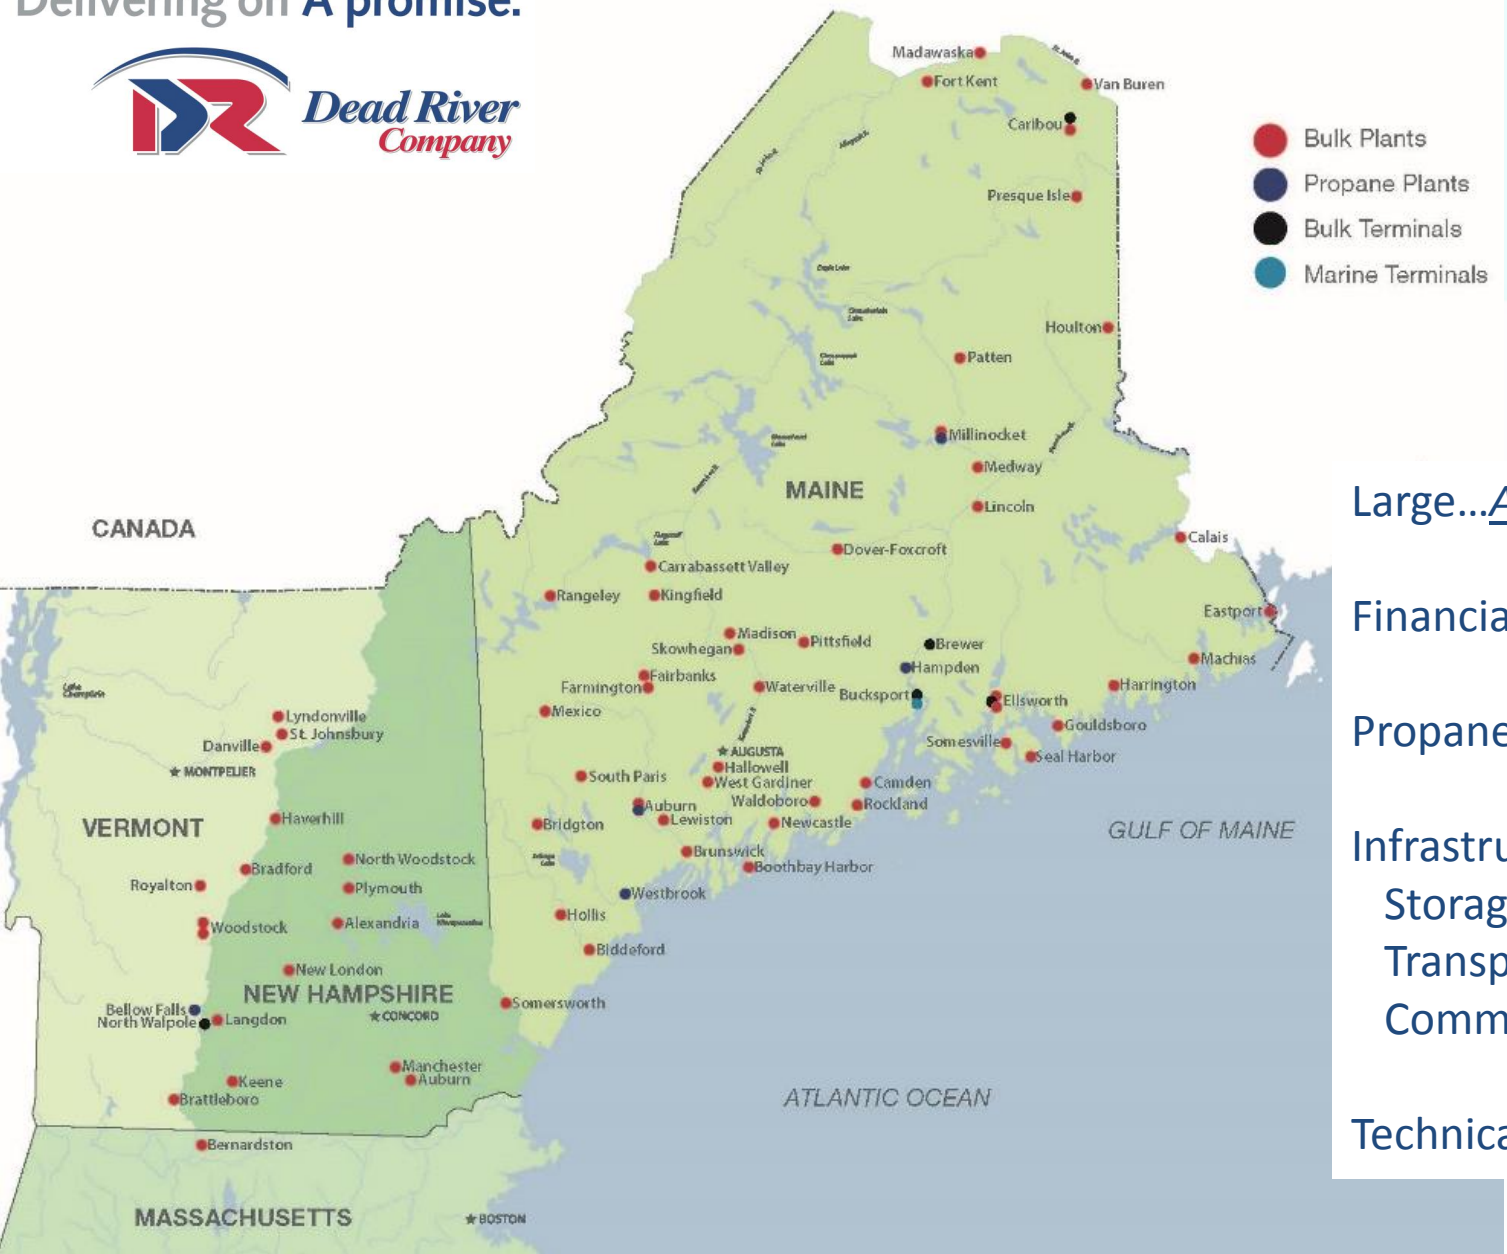 Delivering on A promise.
Dead River
Company
Bulk Plants
Propane Plants
Bulk Terminals
Marine Terminals
Madawaska
St. John R
Fort Kent
Van Buren
Caribou
Presque Isle
Eagle Lake
Houlton
Patten
Millinocket
Medway
MAINE
Lincoln
CANADA
Calais
Dover-Foxcroft
Carrabassett Valley
Rangeley
Kingfield
Eastport
Madison
Pittsfield
Skowhegan
Brewer
Machias
Hampden
Fairbanks
Farmington
Waterville
Bucksport
Ellsworth
Harrington
Mexico
Gouldsboro
Somesville
Seal Harbor
Lake
Champlain
Lyndonville
St. Johnsbury
Danville
MONTPELIER
AUGUSTA
Hallowell
South Paris
West Gardiner
Camden
Auburn
Waldoboro
Rockland
Lewiston
Newcastle
Bridgton
Haverhill
VERMONT
GULF OF MAINE
Brunswick
Boothbay Harbor
North Woodstock
Bradford
Royalton
Plymouth
Westbrook
Woodstock
Alexandria
Hollis
Biddeford
New London
NEW HAMPSHIRE
Somersworth
Bellow Falls
North Walpole
Langdon
CONCORD
Manchester
Auburn
Keene
Brattleboro
ATLANTIC OCEAN
Bernardston
MASSACHUSETTS
BOSTON
Large...A
Financia
Propane
Infrastru
Storag
Transp
Comm
Technica